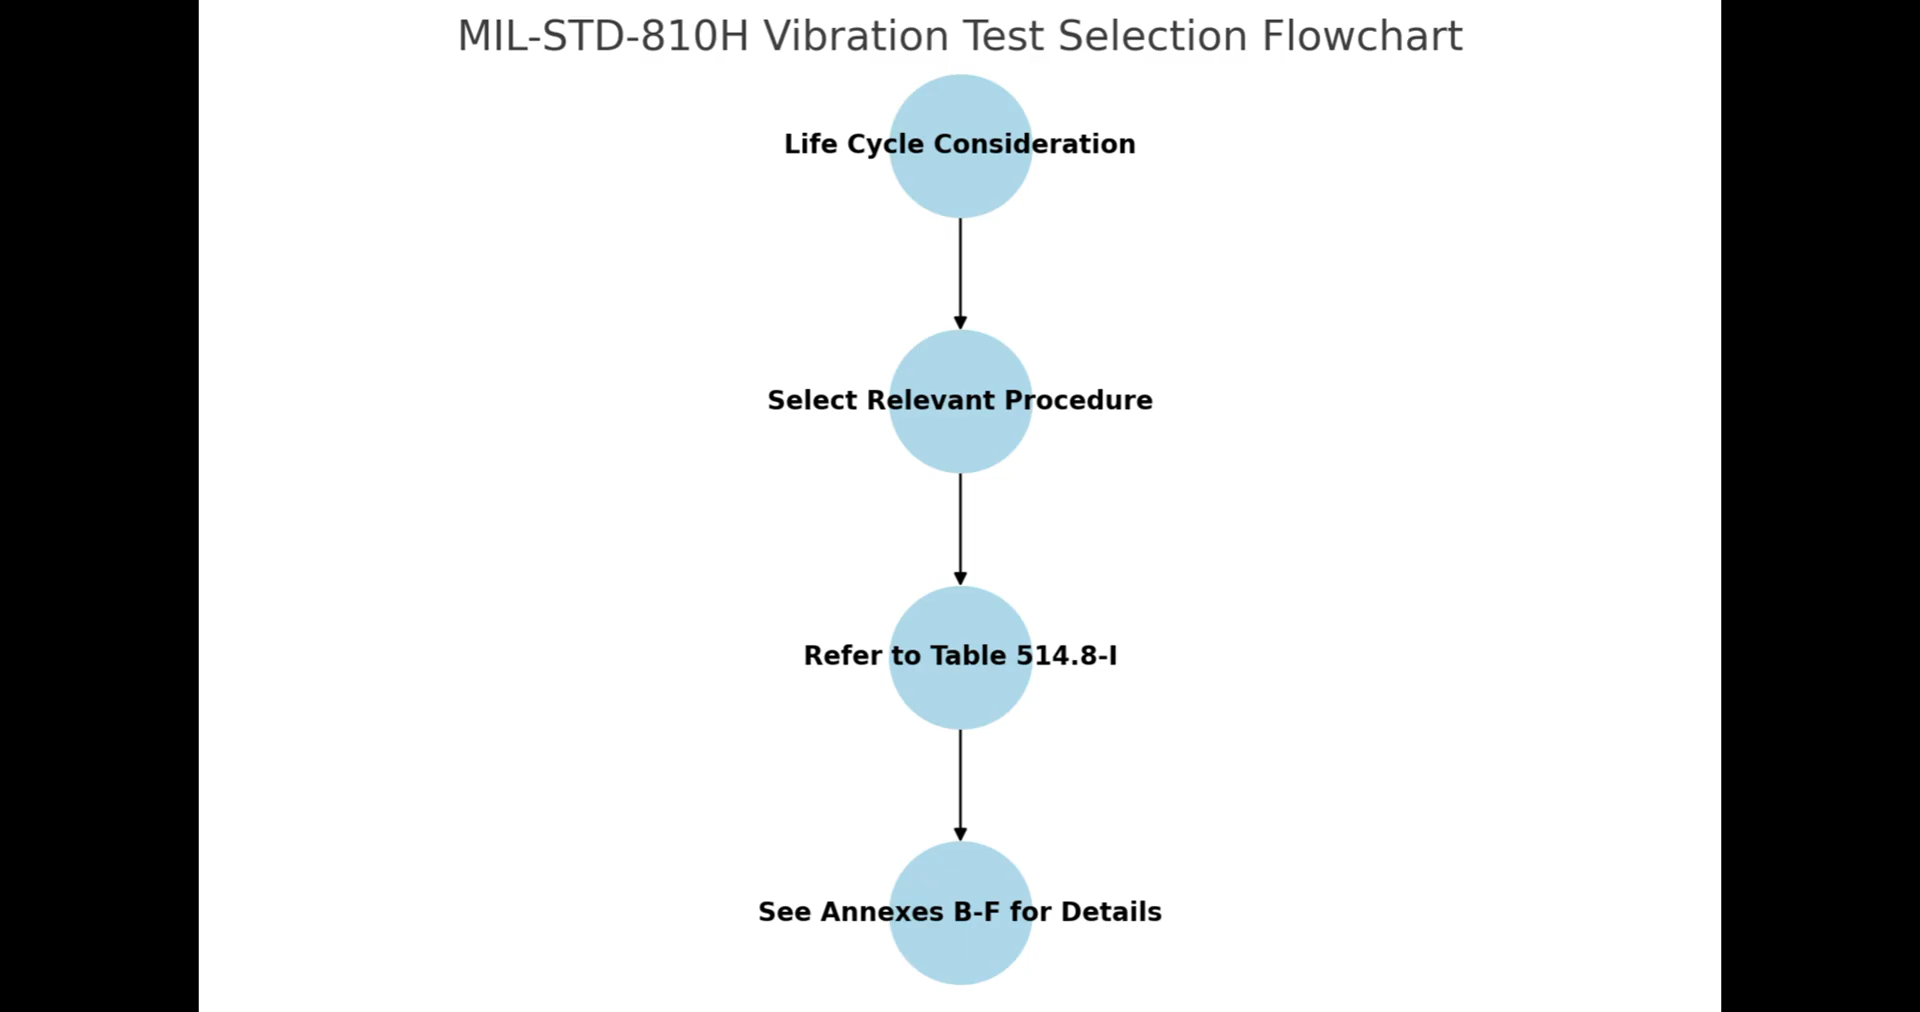 MIL-STD-810H Vibration Test Selection Flowchart
Life Cycle Consideration
Select Relevant Procedure
Refer to Table 514.8-I
See Annexes B-F for Details